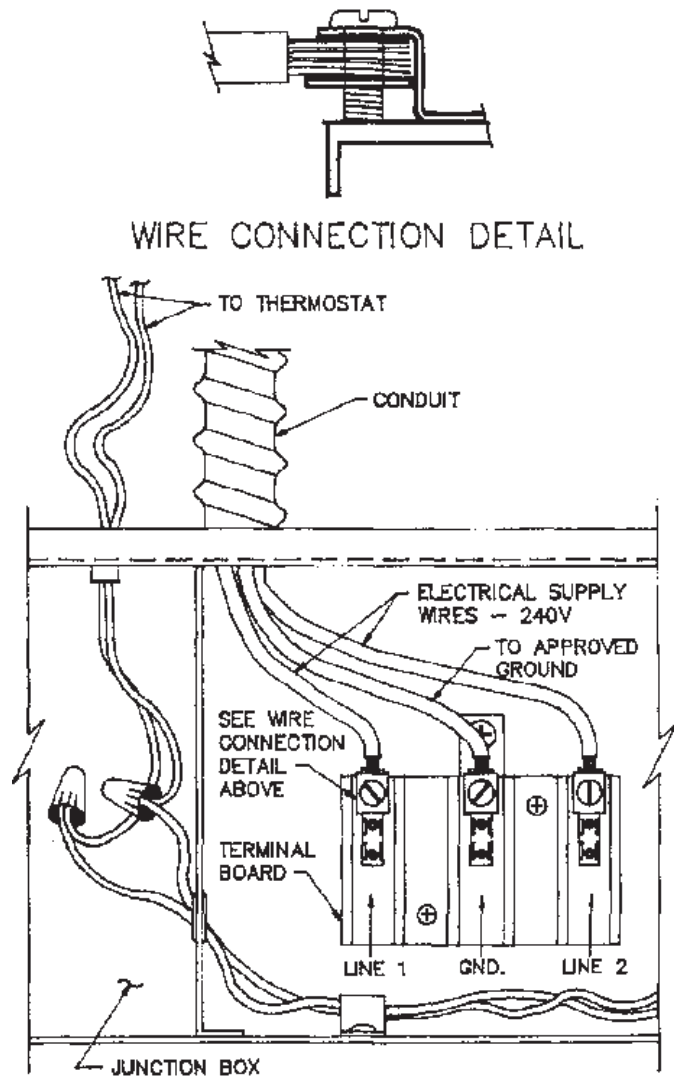 WIRE CONNECTION DETAIL
TO THERMOSTAT
CONDUIT
ELECTRICAL SUPPLY
WIRES - 240V
TO APPROVED
GROUND
SEE WIRE
CONNECTION
DETAIL
ABOVE
TERMINAL
BOARD
LINE 1
GND.
LINE 2
JUNCTION BOX